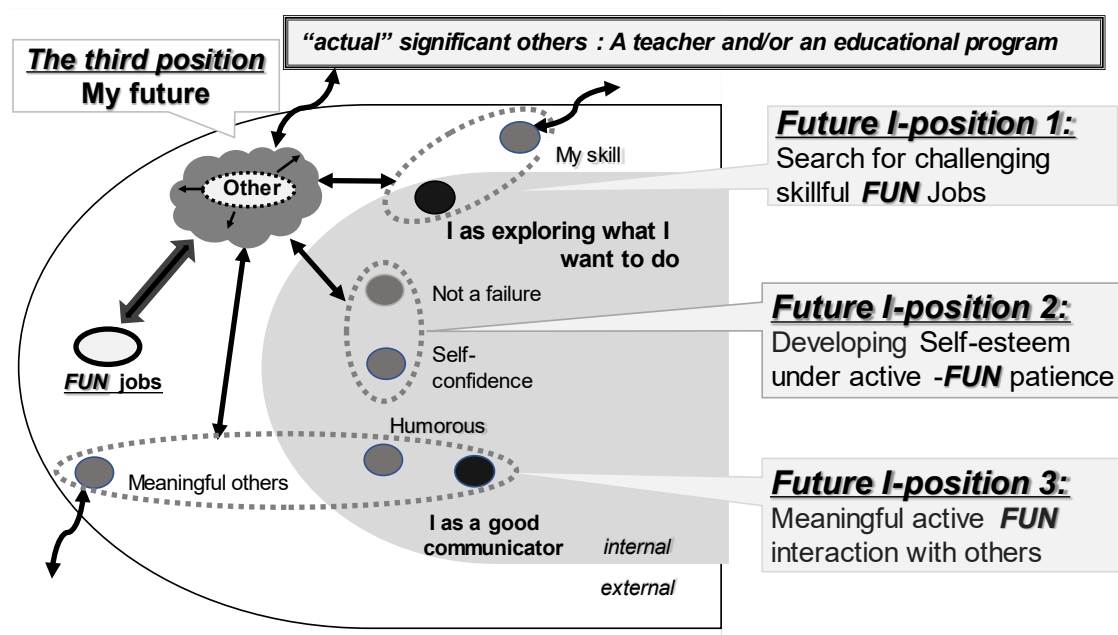 “actual” significant others : A teacher and/or an educational program
The third position
My future
Other
My skill
I as exploring what I
want to do
Not a failure
Self-
confidence
FUN jobs
Humorous
Meaningful others
I as a good
communicator
internal
external
Future I-position 1:
Search for challenging
skillful FUN Jobs
Future I-position 2:
Developing Self-esteem
under active -FUN patience
Future I-position 3:
Meaningful active FUN
interaction with others